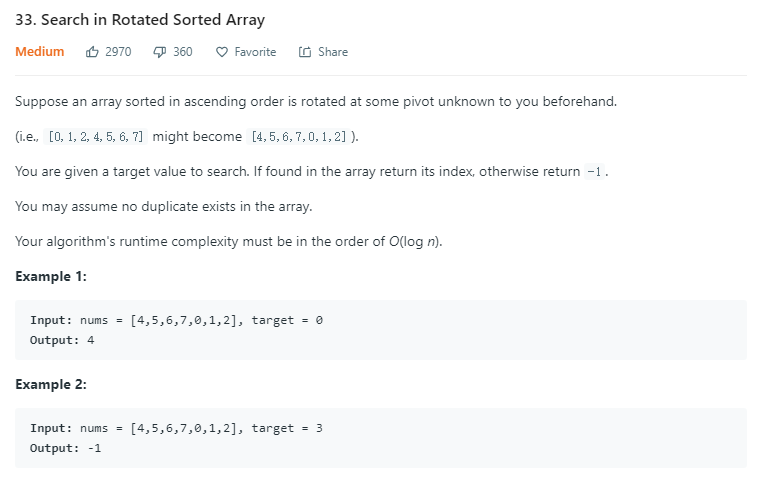 33. Search in Rotated Sorted Array
Medium 2970 360 Favorite Share
Suppose an array sorted in ascending order is rotated at some pivot unknown to you beforehand.
(i.e., [0,1,2,4,5,6,7] might become [4,5,6,7,0,1,2] ).
You are given a target value to search. If found in the array return its index, otherwise return -1 .
You may assume no duplicate exists in the array.
Your algorithm's runtime complexity must be in the order of O(log n).
Example 1:
Input: nums = [4,5,6,7,0,1,2], target = 0
Output: 4
Example 2:
Input: nums = [4,5,6,7,0,1,2], target = 3
Output: -1